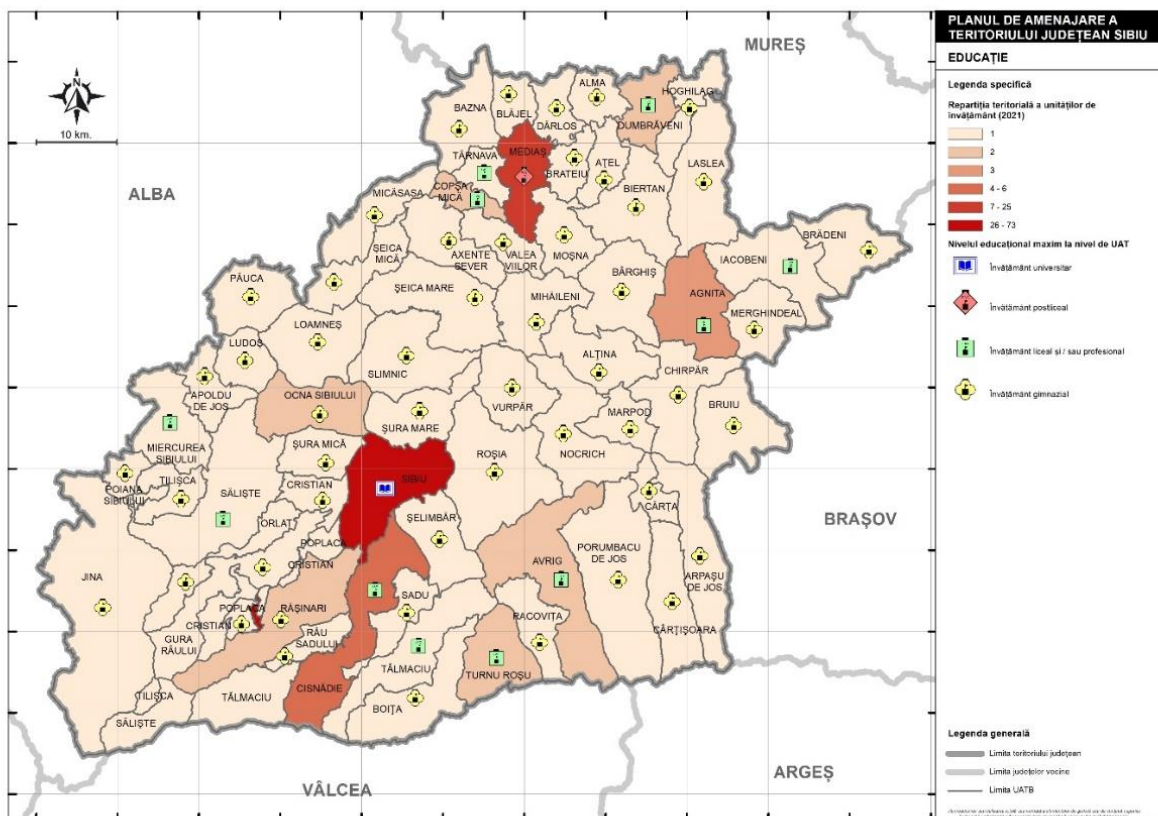 PLANUL DE AMENAJARE A
TERITORIULUI JUDEȚEAN SIBIU
EDUCAȚIE
Legenda specifică
Repartiția teritorială a unităților de
învățământ (2021)
1
2
3
4 - 6
7 - 25
26 - 73
Nivelul educațional maxim la nivel de UAT
Învățământ universitar
Învățământ postliceal
Învățământ liceal și / sau profesional
Învățământ gimnazial
Legenda generală
Limita teritoriului județean
Limita județelor vecine
Limita UATB
N
10 km.
MUREȘ
ALBA
BRAȘOV
ARGEȘ
VÂLCEA
ALMA
HOGHILAG
BAZNA
BLĂJEL
DÂRLOS
DUMBRĂVENI
MEDIAȘ
TÂRNAVA
BRATEIU
AȚEL
LASLEA
COPȘA
MICĂ
BIERTAN
MICĂSASA
BRĂDENI
ȘEICA
MICĂ
AXENTE
SEVER
VALEA
VIILOR
MOȘNA
IACOBENI
BÂRGHIȘ
PĂUCA
ȘEICA MARE
MIHĂILENI
AGNITA
MERGHINDEAL
LOAMNEȘ
LUDOȘ
ALȚINA
SLIMNIC
CHIRPĂR
APOLDU
DE JOS
OCNA SIBIULUI
VURPĂR
MARPOD
BRUIU
ȘURA MARE
MIERCUREA
SIBIULUI
ȘURA MICĂ
ROȘIA
NOCRICH
POIANA
SIBIULUI
TILIȘCA
SIBIU
CRISTIAN
SĂLIȘTE
CÂRȚA
ORLAT
ȘELIMBĂR
POPLACA
CRISTIAN
AVRIG
PORUMBACU
DE JOS
ARPAȘU
DE JOS
JINA
SADU
POPLACA
RĂȘINARI
RACOVIȚA
CRISTIAN
GURA
RÂULUI
RÂU
SADULUI
CÂRȚIȘOARA
TĂLMACIU
TURNU ROȘU
CISNĂDIE
TILIȘCA
TĂLMACIU
BOIȚA
SĂLIȘTE